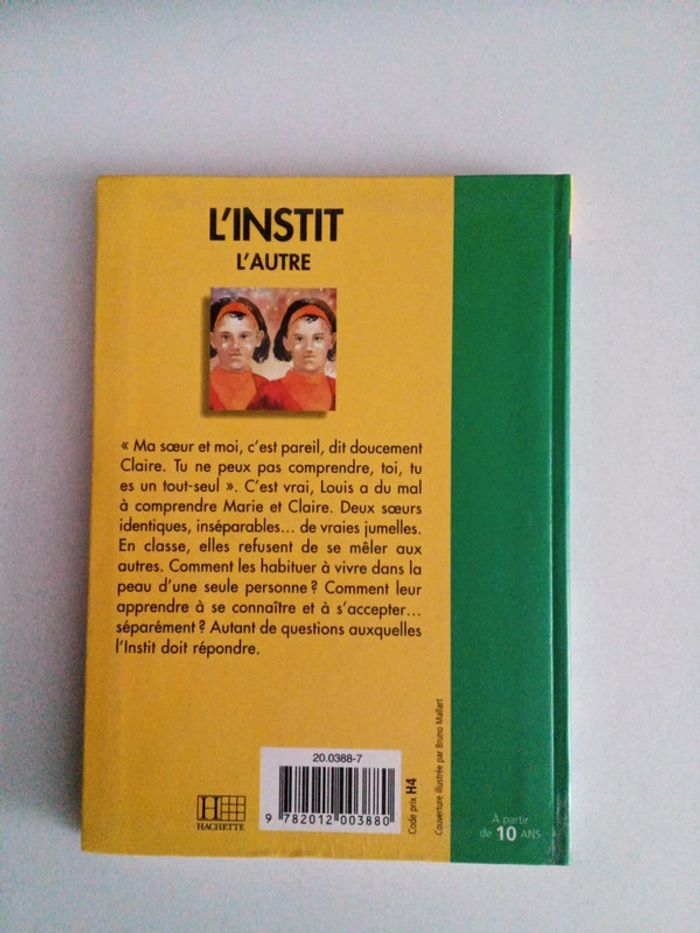 L'INSTIT
L'AUTRE
« Ma sœur et moi, c'est pareil, dit doucement
Claire. Tu ne peux pas comprendre, toi, tu
es un tout-seul ». C'est vrai, Louis a du mal
à comprendre Marie et Claire. Deux sœurs
identiques, inséparables... de vraies jumelles.
En classe, elles refusent de se mêler aux
autres. Comment les habituer à vivre dans la
peau d'une seule personne ? Comment leur
apprendre à se connaître et à s'accepter...
séparément ? Autant de questions auxquelles
l'Instit doit répondre.
HACHETTE
20.0388-7
9 782012 003880
Code prix H4
Couverture illustrée par Bruno Mallart
À partir
de 10 ANS